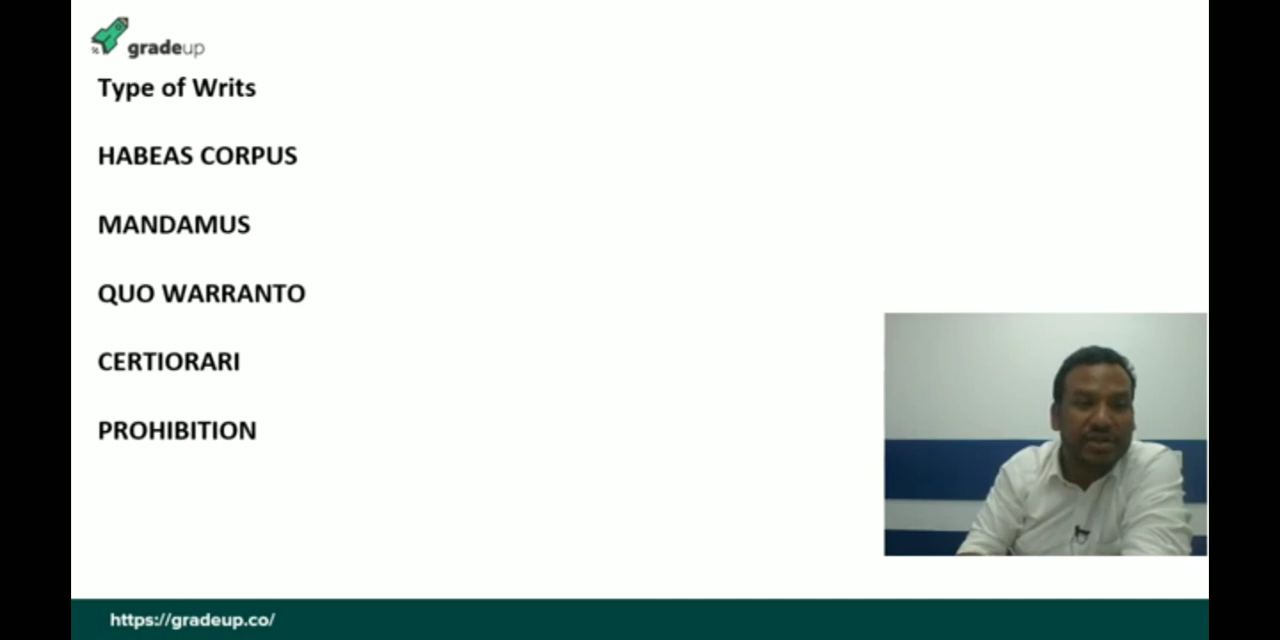 gradeup
Type of Writs
HABEAS CORPUS
MANDAMUS
QUO WARRANTO
CERTIORARI
PROHIBITION
https://gradeup.co/